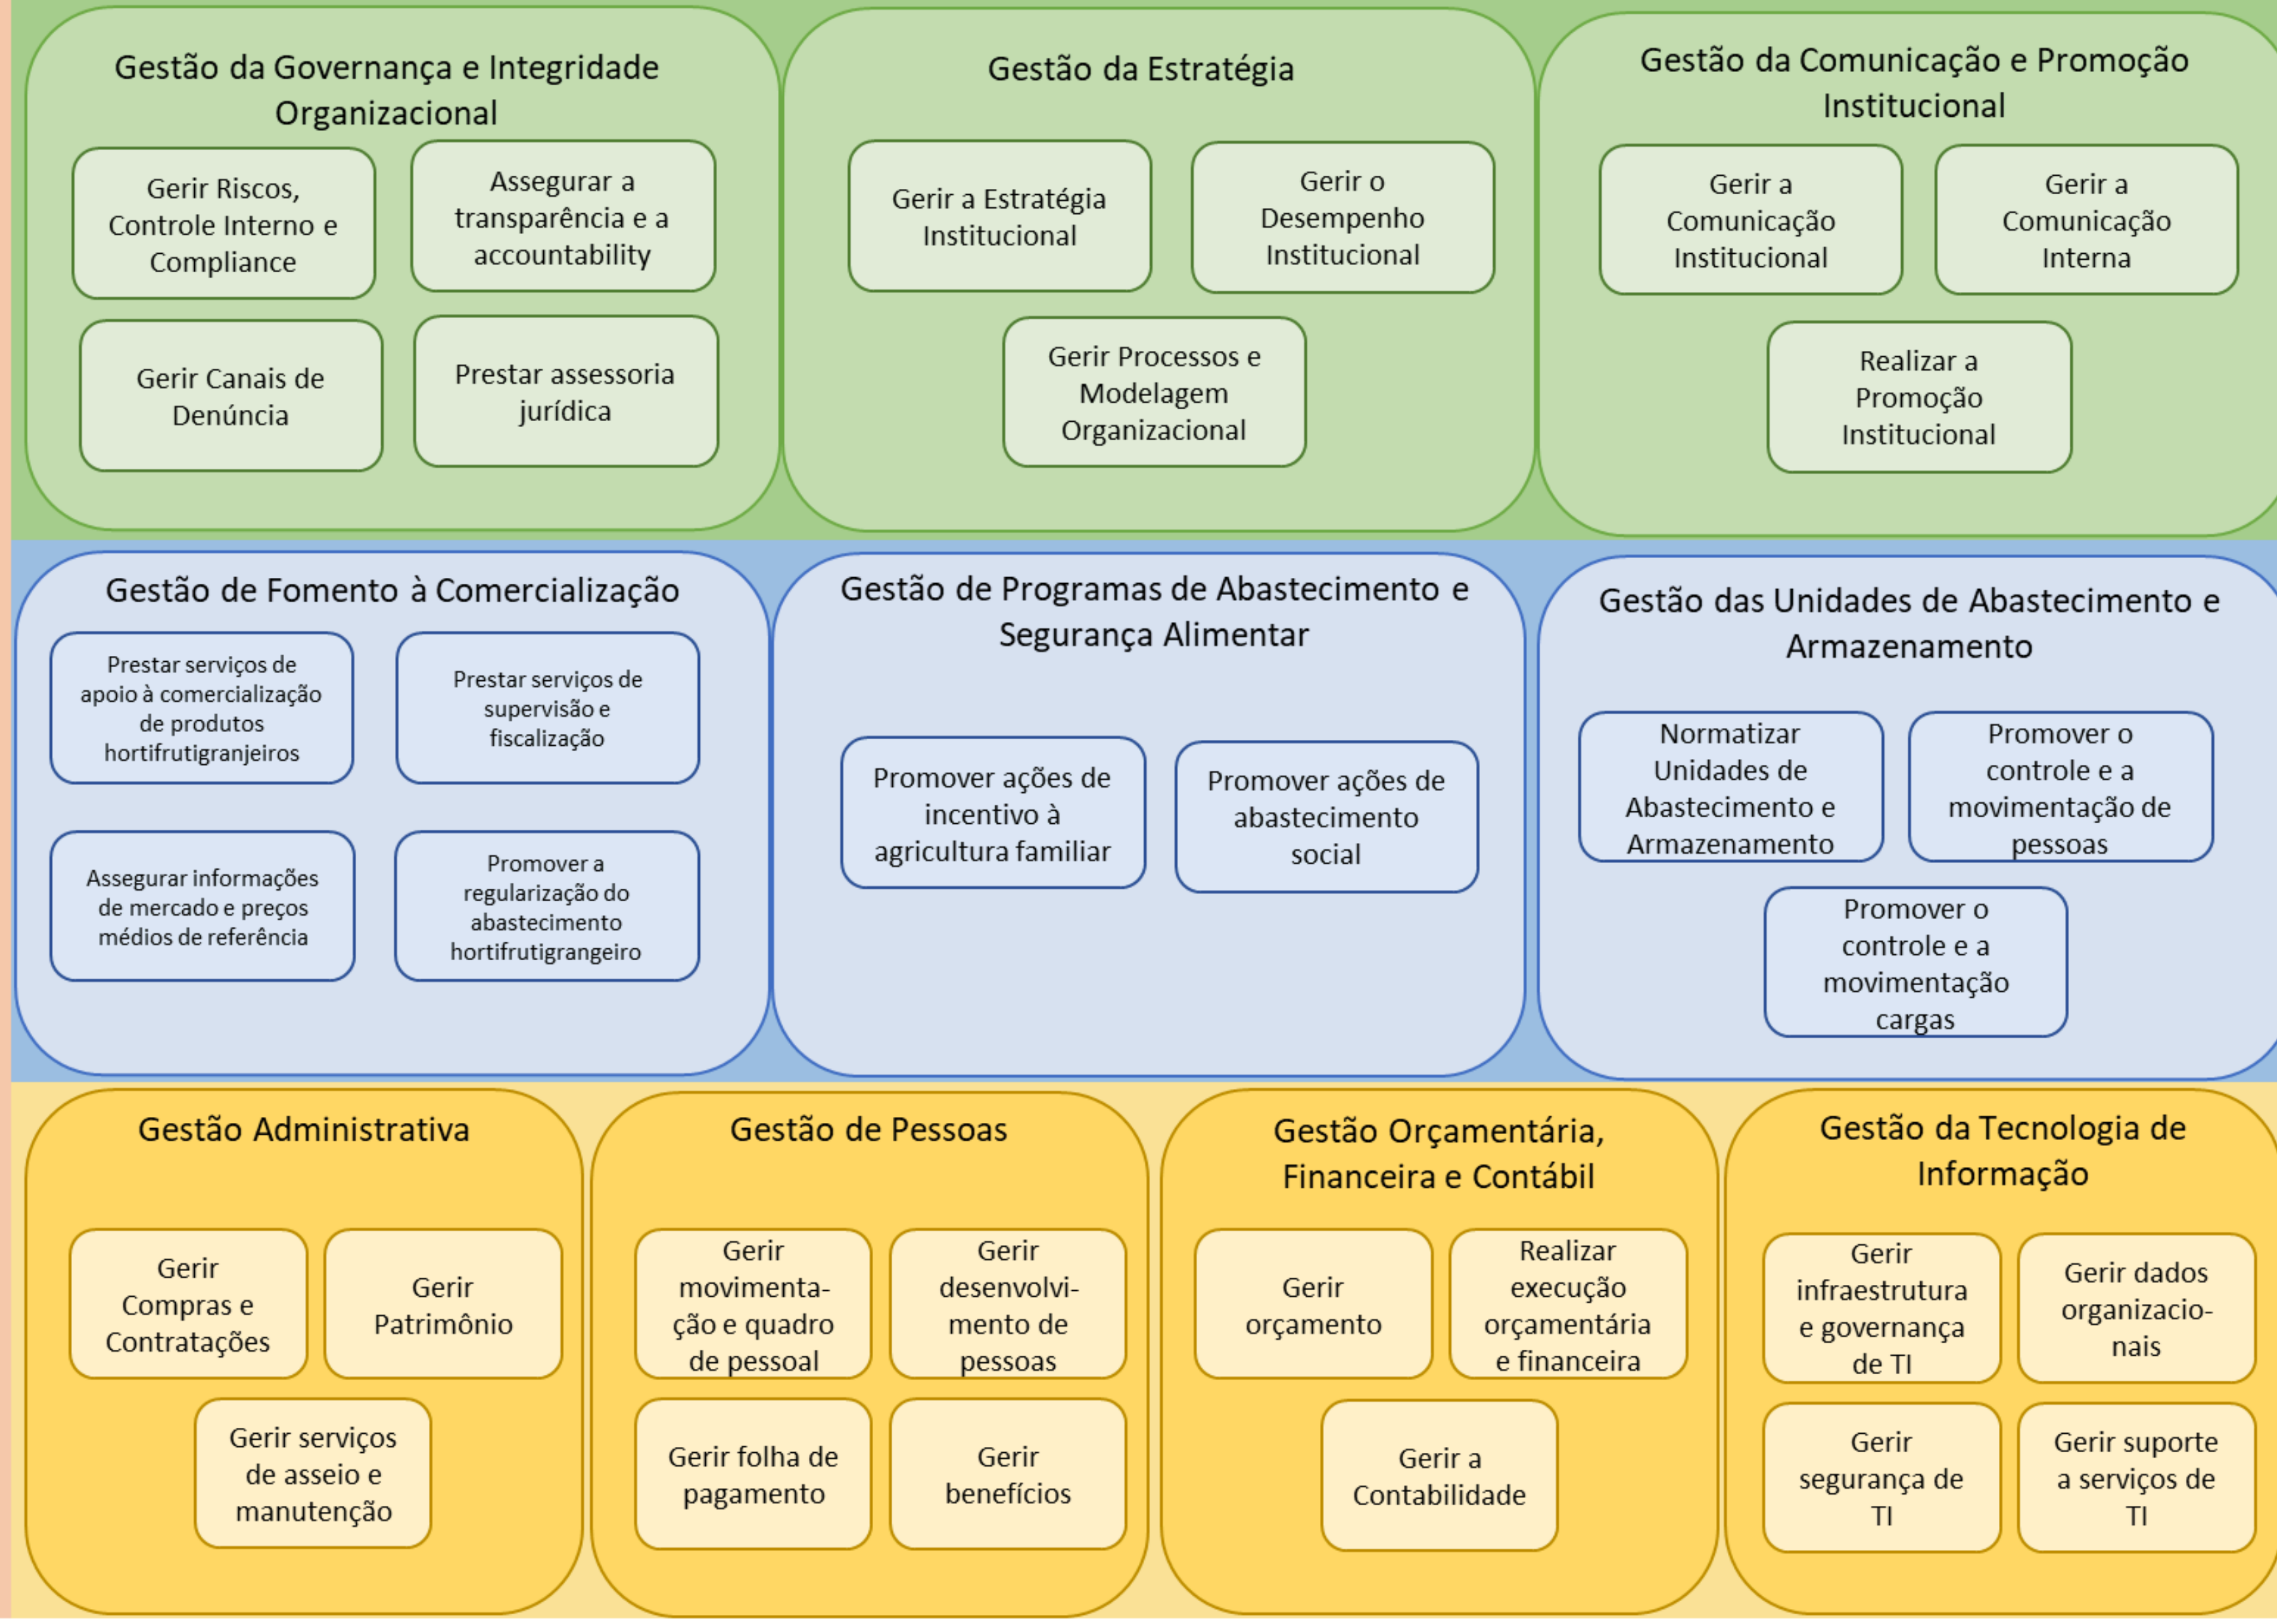 Gestão da Governança e Integridade
Organizacional
Gerir Riscos,
Controle Interno e
Compliance
Assegurar a
transparência e a
accountability
Gerir Canais de
Denúncia
Prestar assessoria
jurídica
Gestão da Estratégia
Gerir a Estratégia
Institucional
Gerir o
Desempenho
Institucional
Gerir Processos e
Modelagem
Organizacional
Gestão da Comunicação e Promoção
Institucional
Gerir a
Comunicação
Institucional
Gerir a
Comunicação
Interna
Realizar a
Promoção
Institucional
Gestão de Fomento à Comercialização
Prestar serviços de
apoio à comercialização
de produtos
hortifrutigranjeiros
Prestar serviços de
supervisão e
fiscalização
Assegurar informações
de mercado e preços
médios de referência
Promover a
regularização do
abastecimento
hortifrutigrangeiro
Gestão de Programas de Abastecimento e
Segurança Alimentar
Promover ações de
incentivo à
agricultura familiar
Promover ações de
abastecimento
social
Gestão das Unidades de Abastecimento e
Armazenamento
Normatizar
Unidades de
Abastecimento e
Armazenamento
Promover o
controle e a
movimentação de
pessoas
Promover o
controle e a
movimentação
cargas
Gestão Administrativa
Gerir
Compras e
Contratações
Gerir
Patrimônio
Gerir serviços
de asseio e
manutenção
Gestão de Pessoas
Gerir
movimenta-
ção e quadro
de pessoal
Gerir
desenvolvi-
mento de
pessoas
Gerir folha de
pagamento
Gerir
benefícios
Gestão Orçamentária,
Financeira e Contábil
Gerir
orçamento
Realizar
execução
orçamentária
e financeira
Gerir a
Contabilidade
Gestão da Tecnologia de
Informação
Gerir
infraestrutura
e governança
de TI
Gerir dados
organizacio-
nais
Gerir
segurança de
TI
Gerir suporte
a serviços de
TI